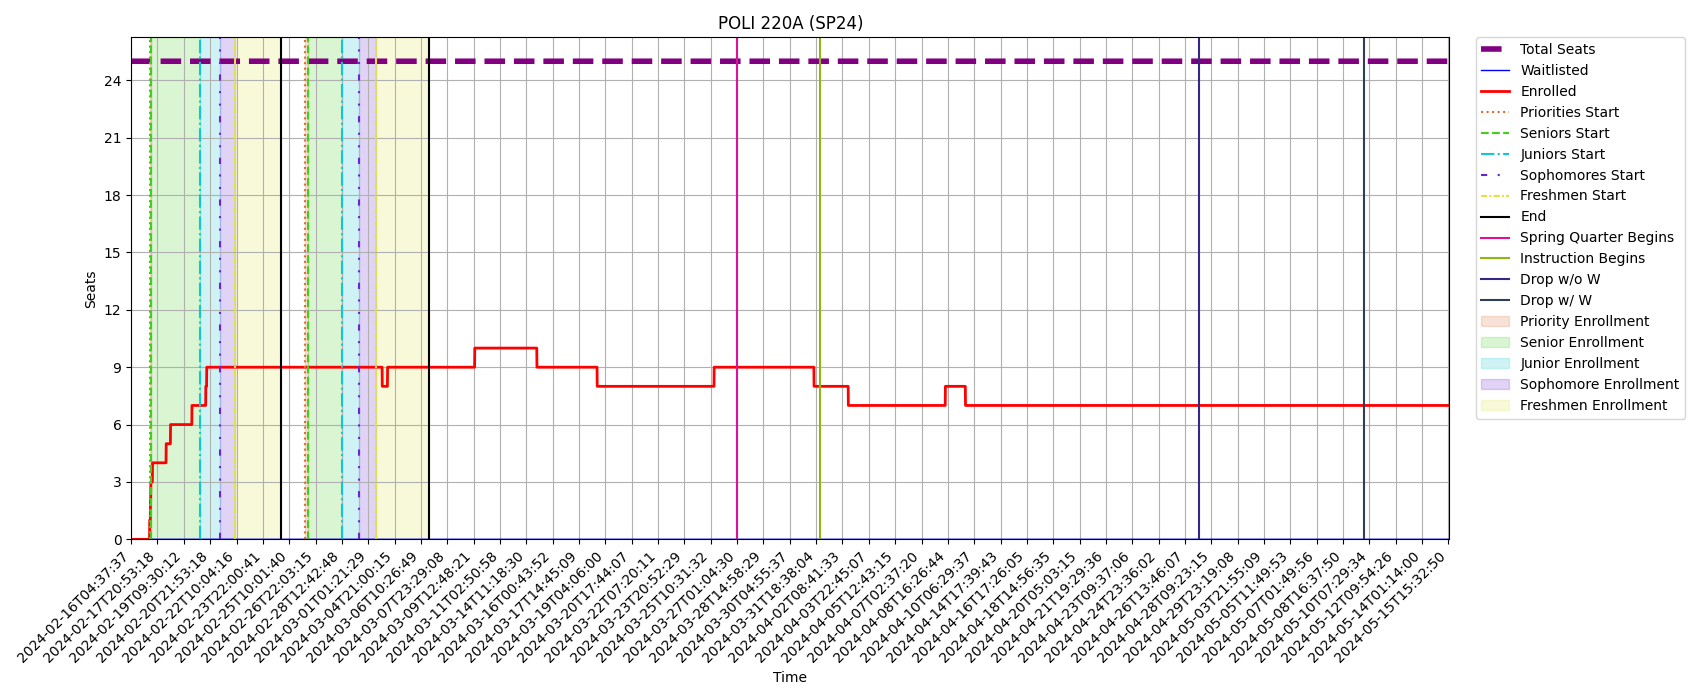 POLI 220A (SP24)
Seats
24
21
18
15
12
9
6
3
0
2024-02-16T04:37:37
2024-02-17T20:53:18
2024-02-19T09:30:12
2024-02-20T21:53:18
2024-02-22T10:04:16
2024-02-23T22:00:41
2024-02-25T10:01:40
2024-02-26T22:03:15
2024-02-28T12:42:48
2024-03-01T01:21:29
2024-03-04T21:00:15
2024-03-06T10:26:49
2024-03-07T23:29:08
2024-03-09T12:48:21
2024-03-11T02:50:58
2024-03-14T11:18:30
2024-03-16T00:43:52
2024-03-17T14:45:09
2024-03-19T04:06:00
2024-03-20T17:44:07
2024-03-22T07:20:11
2024-03-23T20:52:29
2024-03-25T10:31:32
2024-03-27T01:04:30
2024-03-28T14:58:29
2024-03-30T04:55:37
2024-03-31T18:38:04
2024-04-02T08:41:33
2024-04-03T22:45:07
2024-04-05T12:43:15
2024-04-07T02:37:20
2024-04-08T16:26:44
2024-04-10T06:29:37
2024-04-14T17:39:43
2024-04-16T17:26:05
2024-04-18T14:56:35
2024-04-20T05:03:15
2024-04-21T19:29:36
2024-04-23T09:37:06
2024-04-24T23:36:02
2024-04-26T13:46:07
2024-04-28T09:23:15
2024-04-29T23:19:08
2024-05-03T21:55:09
2024-05-05T11:49:53
2024-05-07T01:49:56
2024-05-08T16:37:50
2024-05-10T07:29:34
2024-05-12T09:54:26
2024-05-14T01:14:00
2024-05-15T15:32:50
Time
Total Seats
Waitlisted
Enrolled
Priorities Start
Seniors Start
Juniors Start
Sophomores Start
Freshmen Start
End
Spring Quarter Begins
Instruction Begins
Drop w/o W
Drop w/ W
Priority Enrollment
Senior Enrollment
Junior Enrollment
Sophomore Enrollment
Freshmen Enrollment